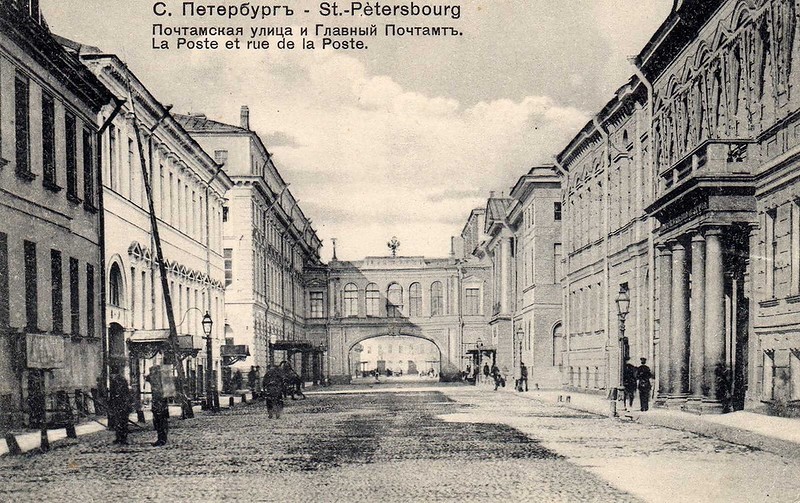 С. Петербургъ - St.-Pètersbourg
Почтамская улица и Главный Почтамтъ.
La Poste et rue de la Poste.